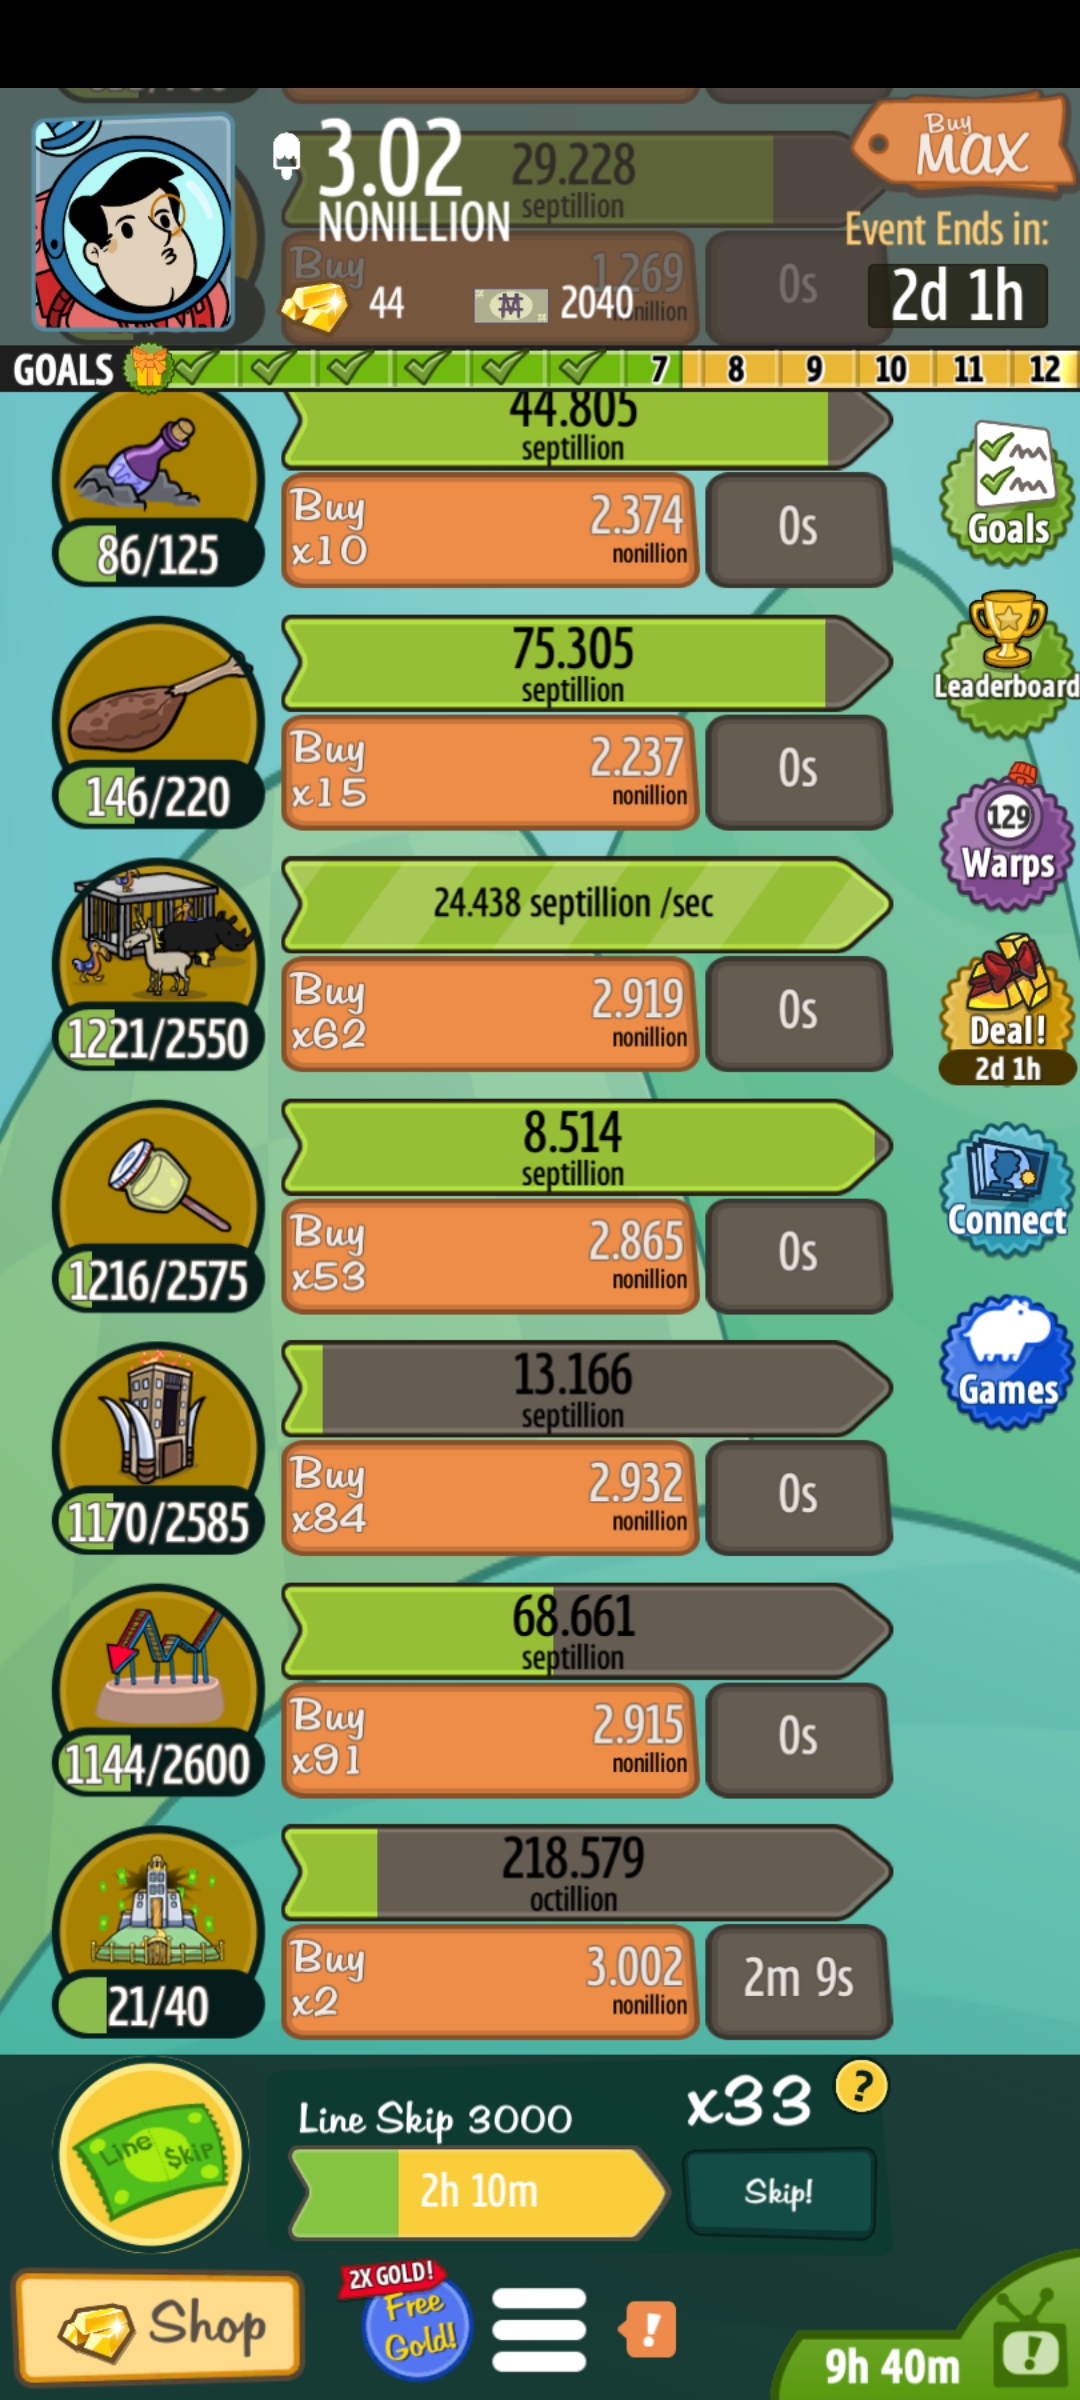 Buy
MAX
3.02
NONILLION
29.228
septillion
Event Ends in:
2d 1h
Buy
1.269
nonillion
0s
44
2040
GOALS
7 8 9 10 11 12
44.805
septillion
Buy
x10
2.374
nonillion
0s
86/125
Goals
75.305
septillion
Buy
x15
2.237
nonillion
0s
146/220
Leaderboard
24.438 septillion /sec
Buy
x62
2.919
nonillion
0s
1221/2550
129
Warps
Deal!
2d 1h
8.514
septillion
Buy
x53
2.865
nonillion
0s
1216/2575
Connect
13.166
septillion
Buy
x84
2.932
nonillion
0s
1170/2585
Games
68.661
septillion
Buy
x91
2.915
nonillion
0s
1144/2600
218.579
octillion
Buy
x2
3.002
nonillion
2m 9s
21/40
Line $kip
Line Skip 3000
x33
?
2h 10m
Skip!
Shop
2X GOLD!
Free
Gold!
!
9h 40m
!